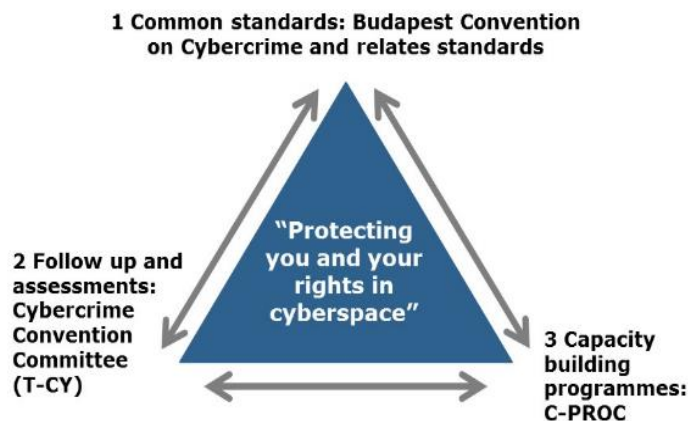 1 Common standards: Budapest Convention
on Cybercrime and relates standards
“Protecting
you and your
rights in
cyberspace”
2 Follow up and
assessments:
Cybercrime
Convention
Committee
(T-CY)
3 Capacity
building
programmes:
C-PROC